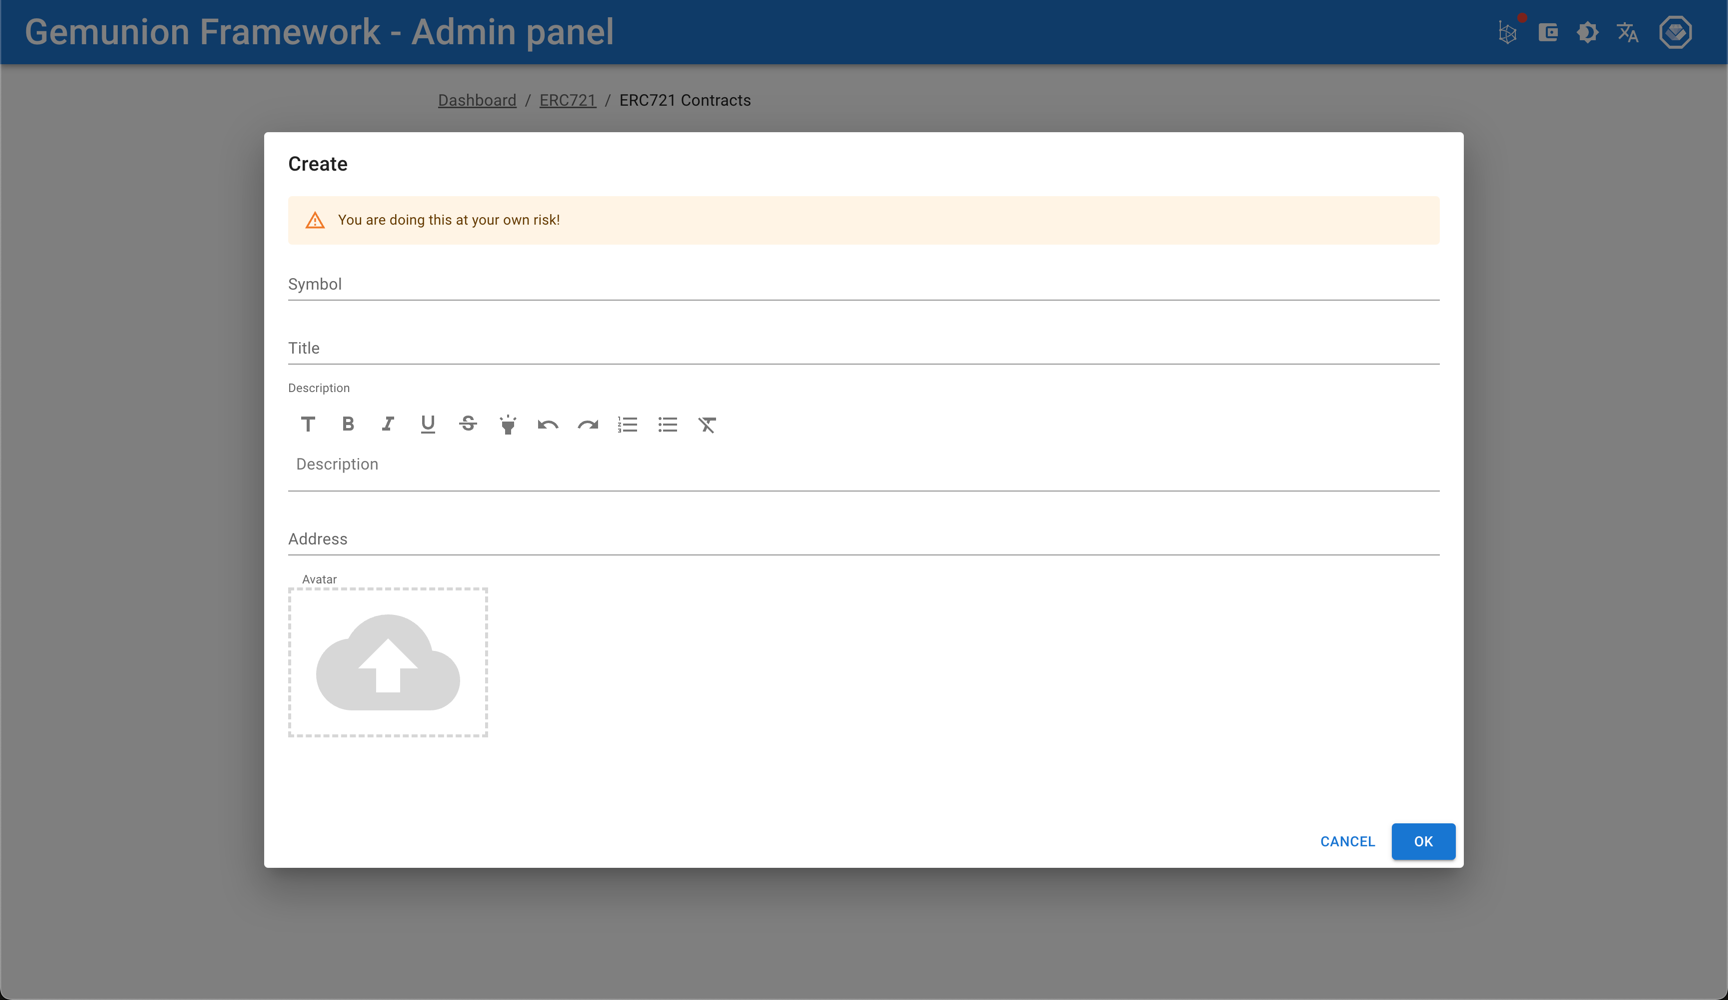 Gemunion Framework - Admin panel
Dashboard / ERC721 / ERC721 Contracts
Create
You are doing this at your own risk!
Symbol
Title
Description
Description
Address
Avatar
CANCEL OK